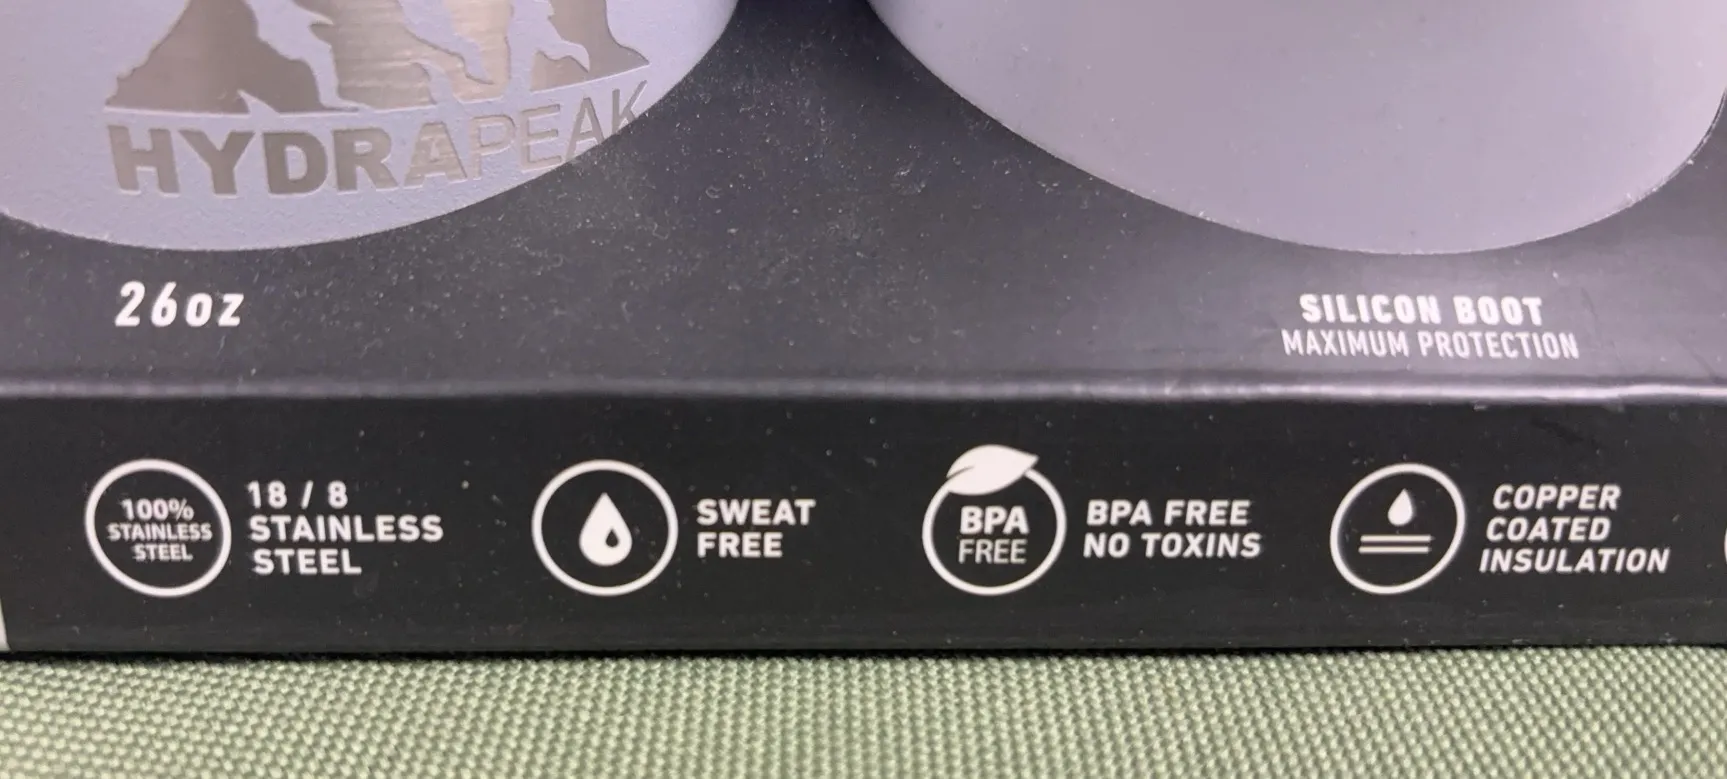 HYDRAPEAK
26oz
SILICON BOOT
MAXIMUM PROTECTION
100%
STAINLESS
STEEL
18 / 8
STAINLESS
STEEL
SWEAT
FREE
BPA
FREE
BPA FREE
NO TOXINS
COPPER
COATED
INSULATION